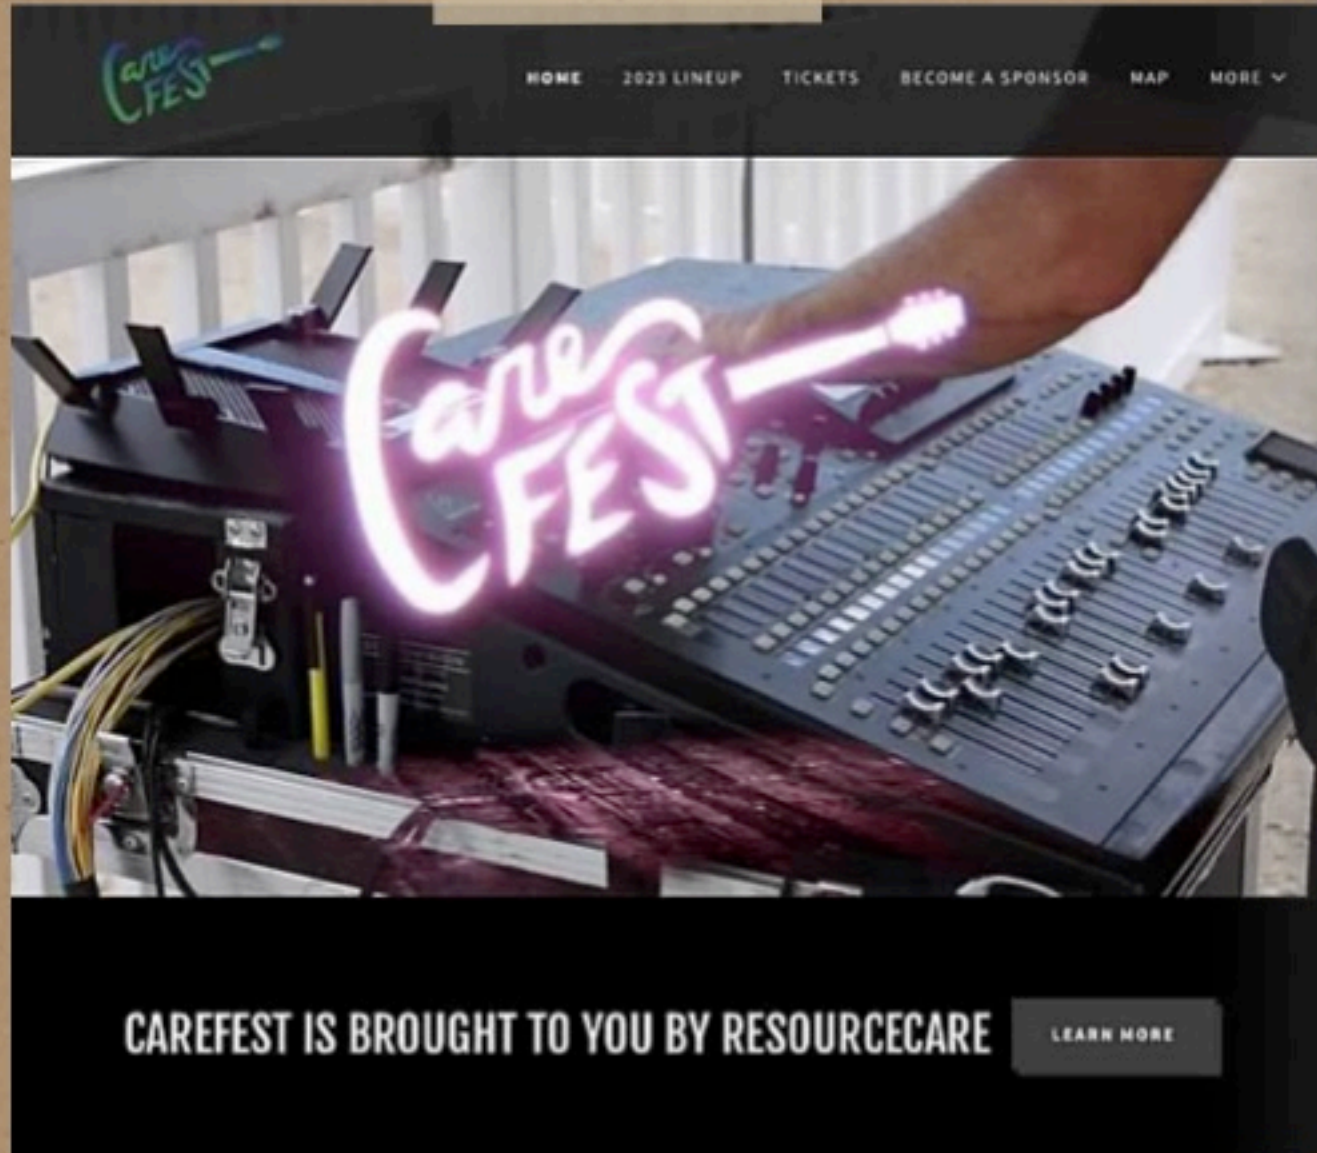 Care
FEST
HOME 2023 LINEUP TICKETS BECOME A SPONSOR MAP MORE
Care
FEST
CAREFEST IS BROUGHT TO YOU BY RESOURCECARE LEARN MORE